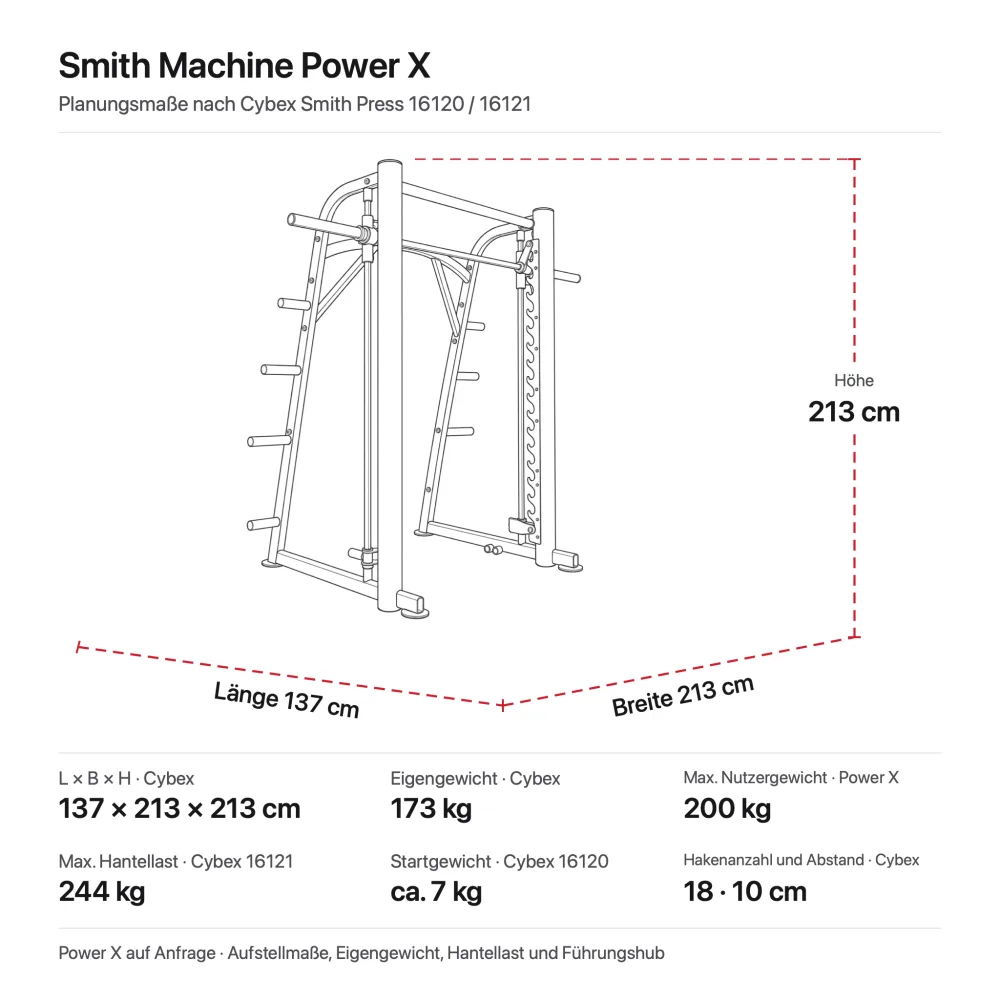 Smith Machine Power X
Planungsmaße nach Cybex Smith Press 16120 / 16121
Höhe
213 cm
Länge 137 cm
Breite 213 cm
L × B × H · Cybex
137 × 213 × 213 cm
Eigengewicht · Cybex
173 kg
Max. Nutzergewicht · Power X
200 kg
Max. Hantellast · Cybex 16121
244 kg
Startgewicht · Cybex 16120
ca. 7 kg
Hakenanzahl und Abstand · Cybex
18 · 10 cm
Power X auf Anfrage · Aufstellmaße, Eigengewicht, Hantellast und Führungshub